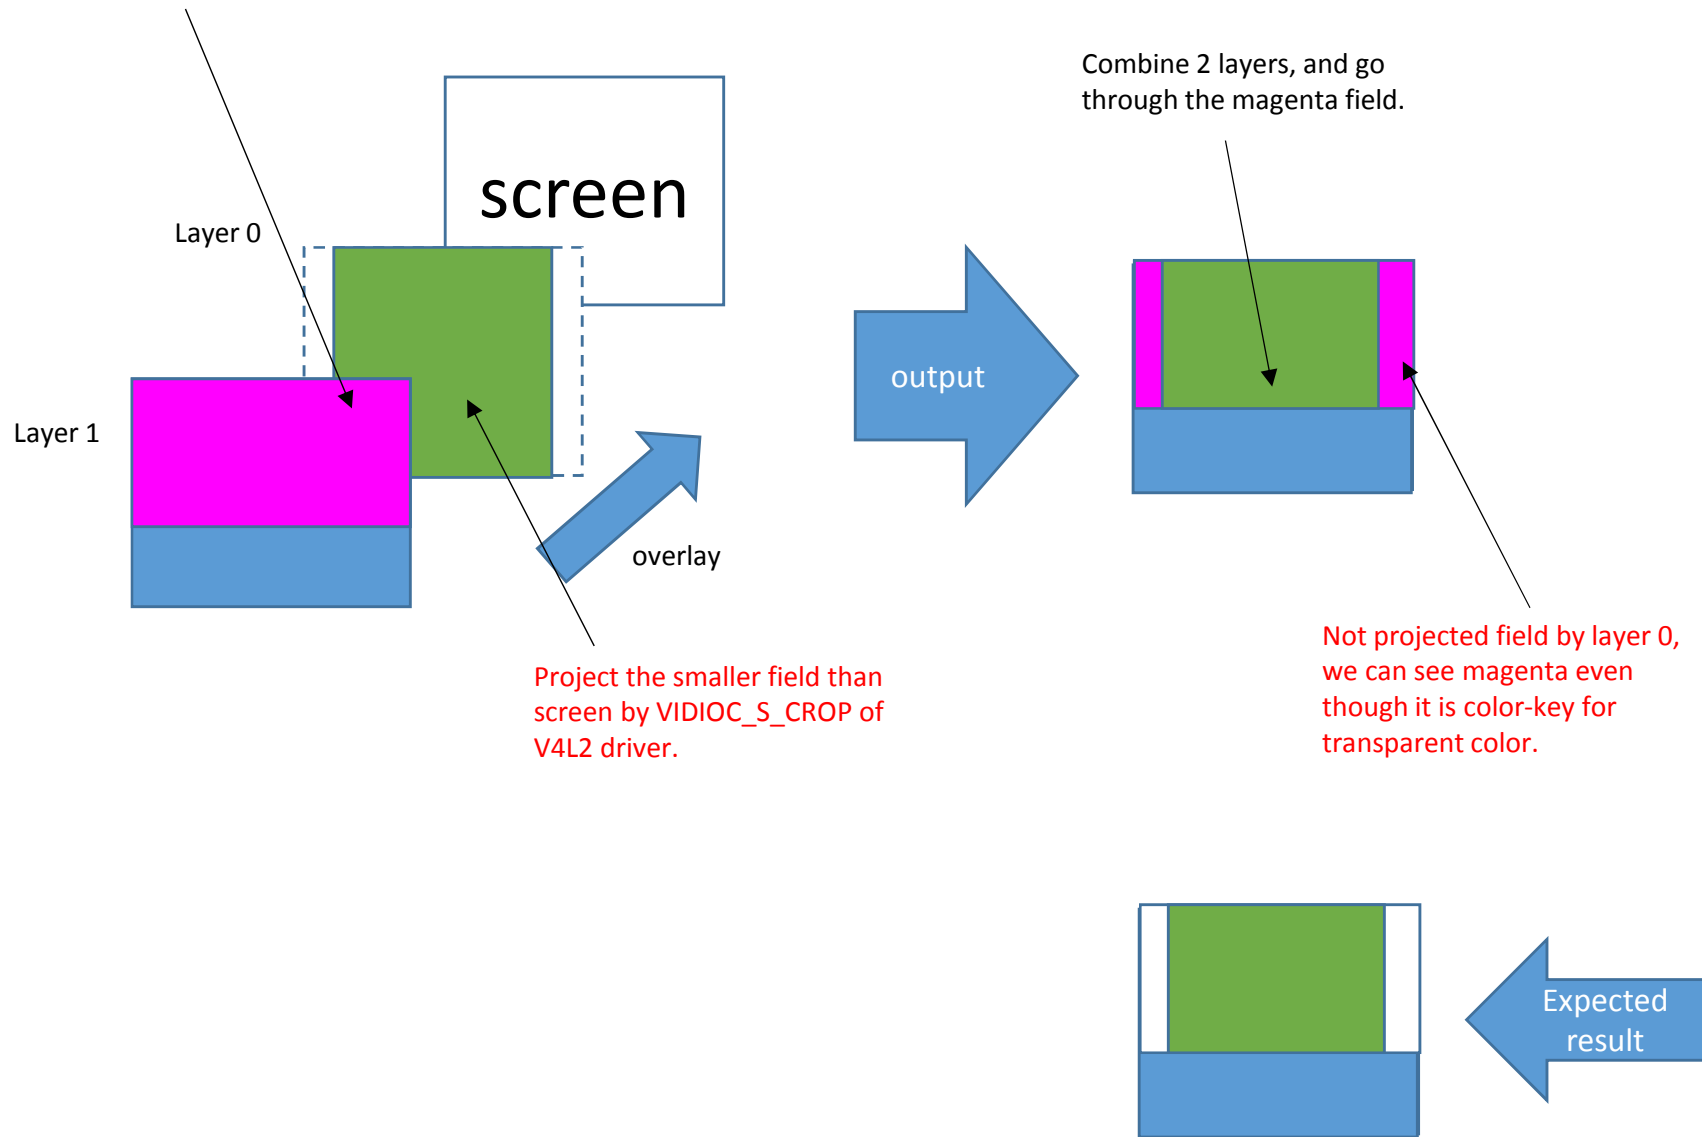 Combine 2 layers, and go
through the magenta field.
screen
Layer 0
output
Layer 1
overlay
Project the smaller field than
screen by VIDIOC_S_CROP of
V4L2 driver.
Not projected field by layer 0,
we can see magenta even
though it is color-key for
transparent color.
Expected
result